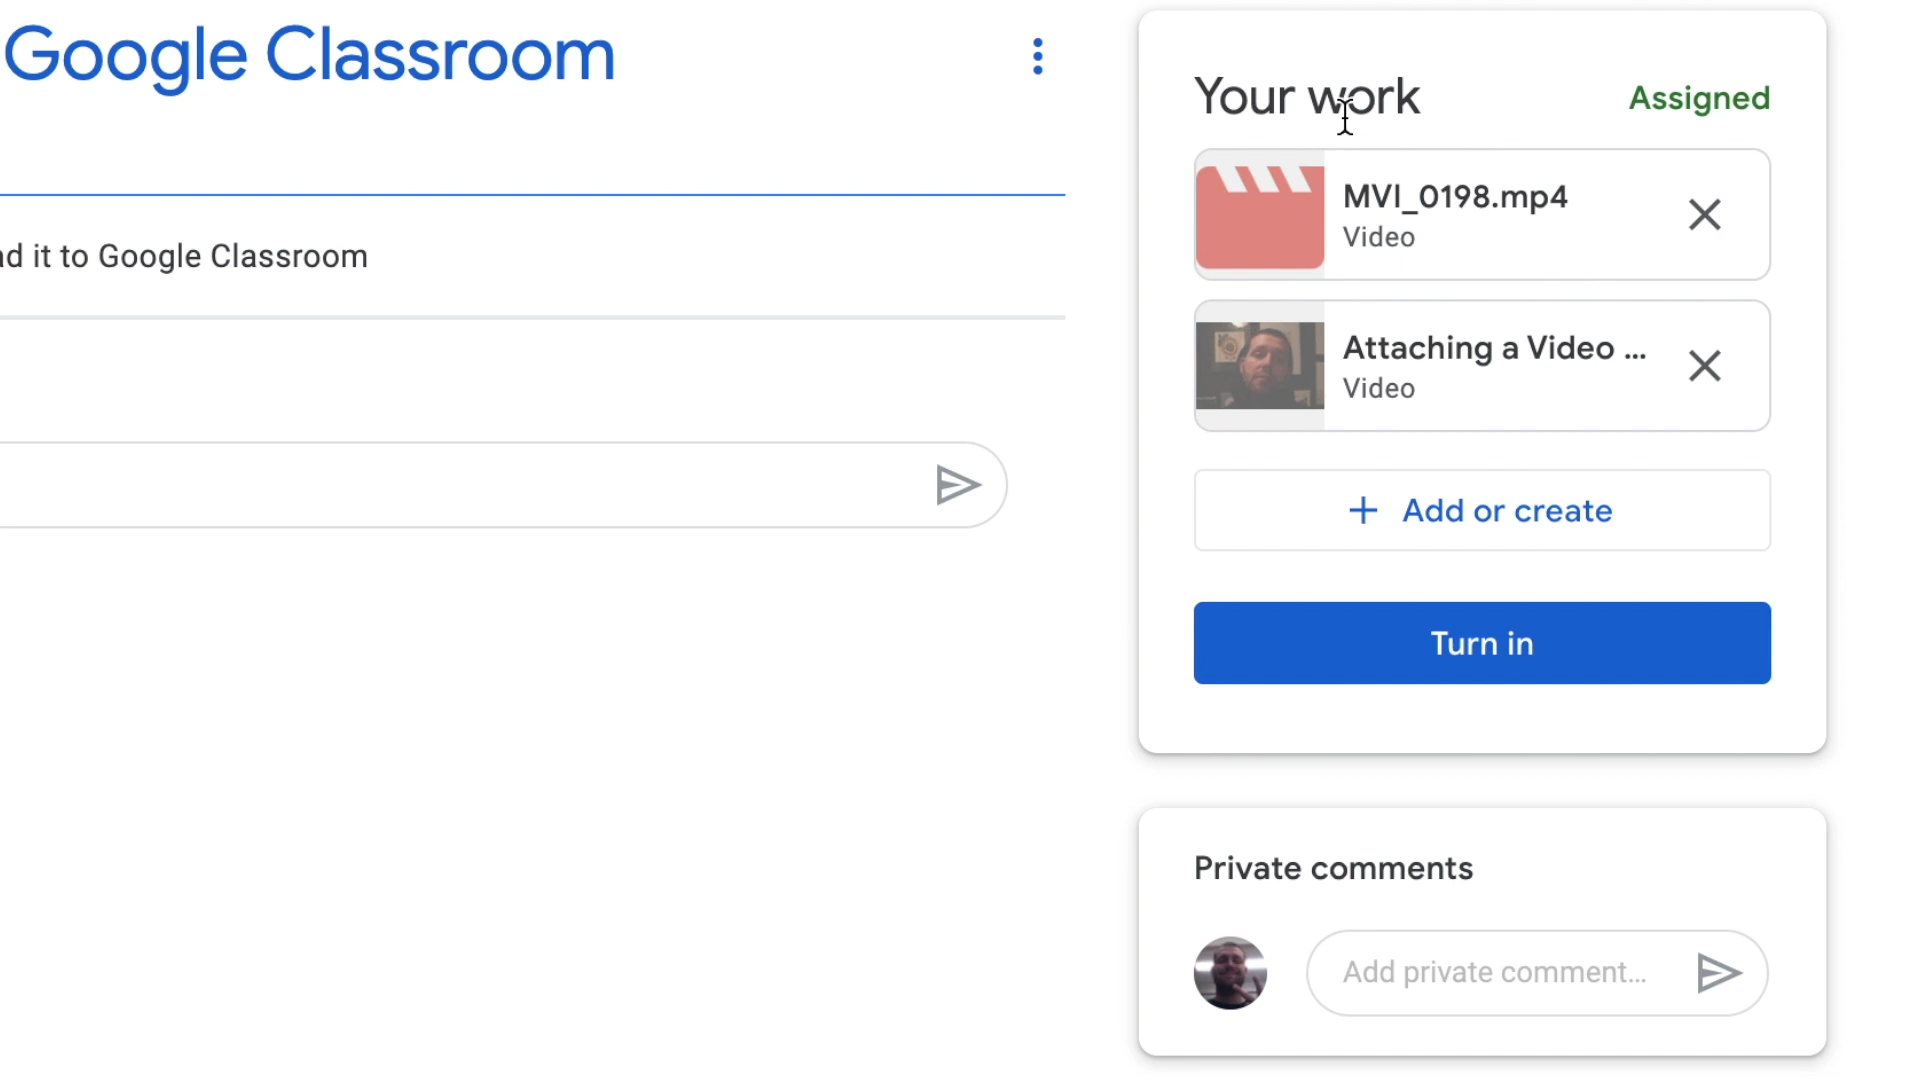 Google Classroom
ad it to Google Classroom
Your work
Assigned
MVI_0198.mp4
Video
Attaching a Video ...
Video
+ Add or create
Turn in
Private comments
Add private comment...